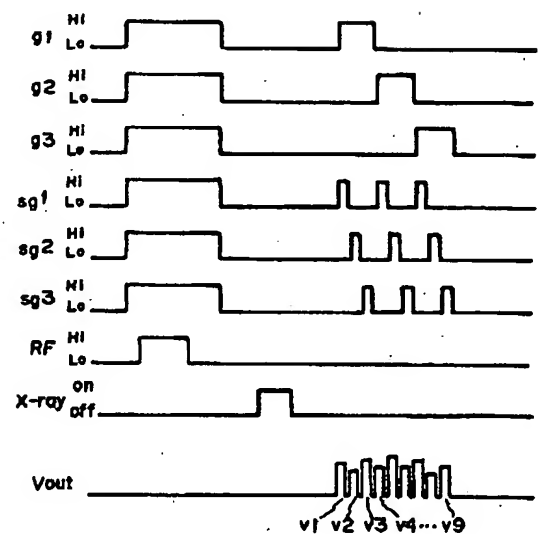 g1 Hi
Lo
g2 Hi
Lo
g3 Hi
Lo
sg1 Hi
Lo
sg2 Hi
Lo
sg3 Hi
Lo
RF Hi
Lo
X-ray on
off
Vout
v1 v2 v3 v4... v9